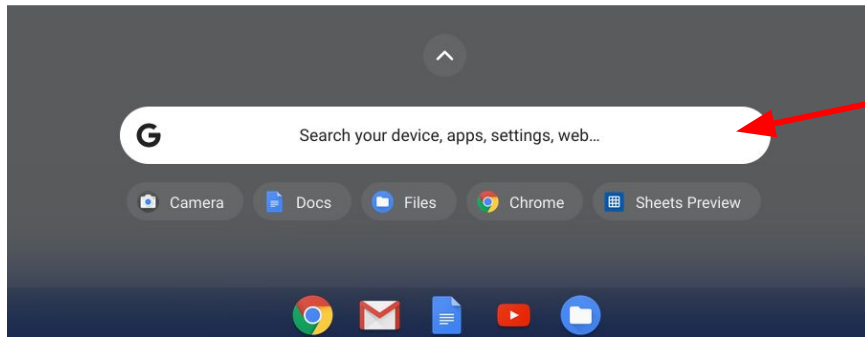 G
Search your device, apps, settings, web...
Camera Docs Files Chrome Sheets Preview